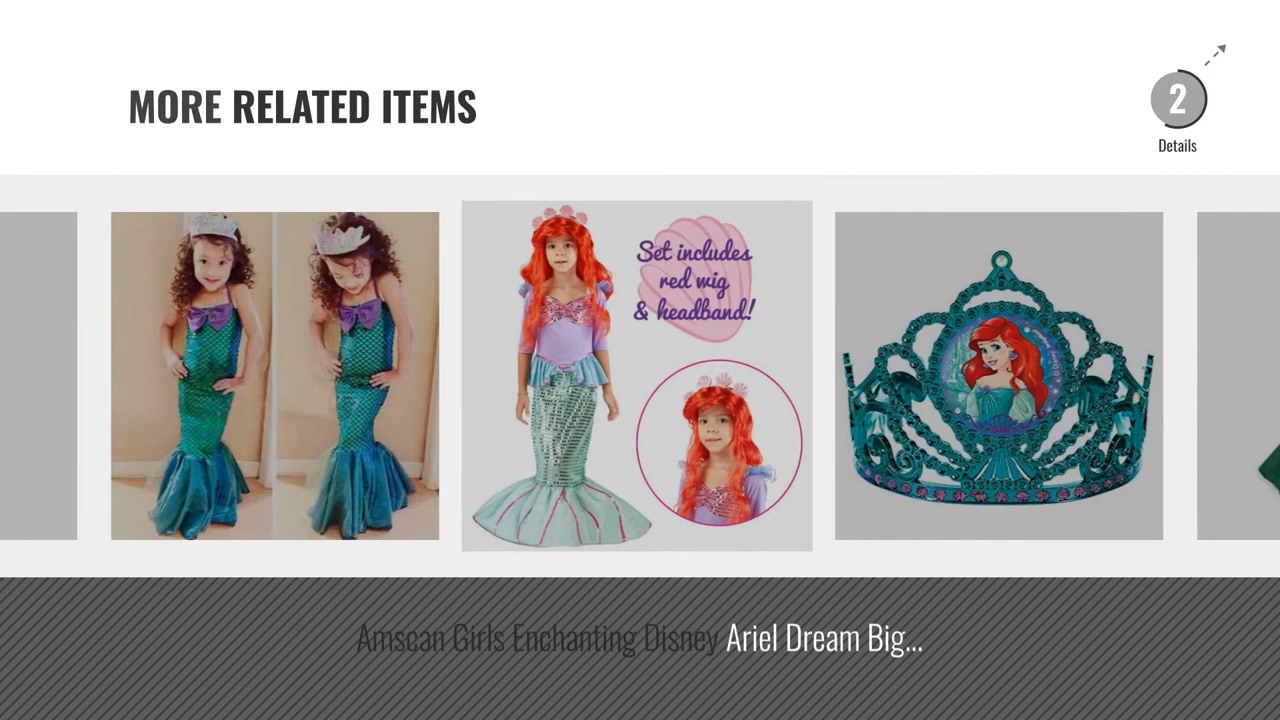 MORE RELATED ITEMS
2
Details
Set includes
red wig
& headband!
Amscan Girls Enchanting Disney Ariel Dream Big...